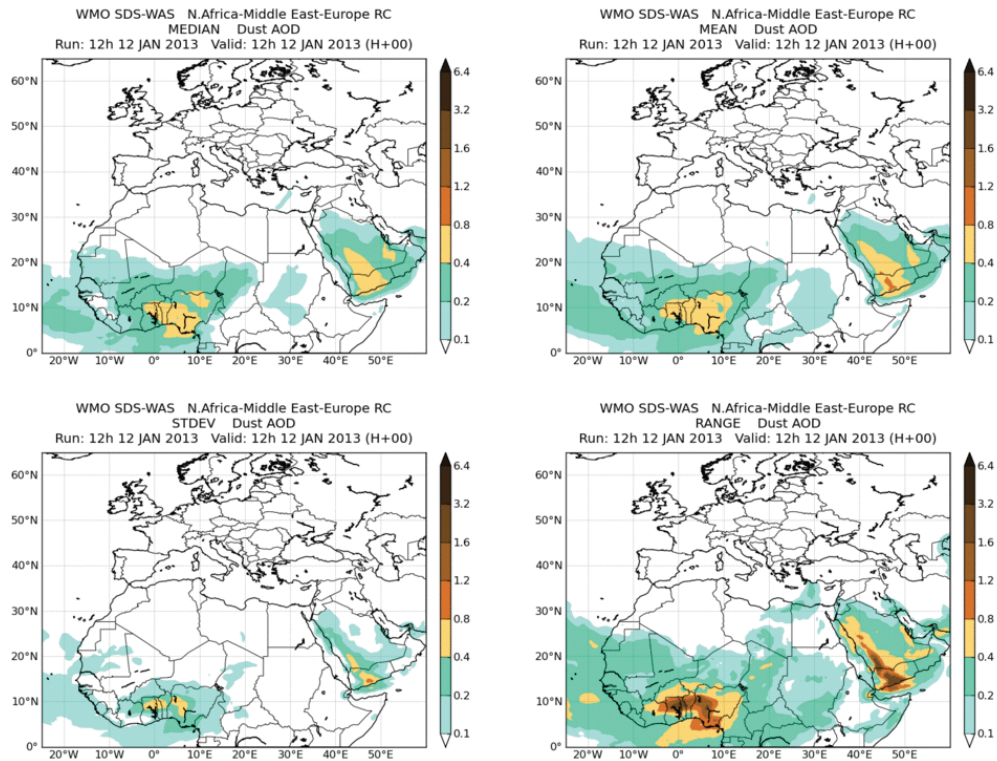 WMO SDS-WAS N.Africa-Middle East-Europe RC
MEDIAN Dust AOD
Run: 12h 12 JAN 2013 Valid: 12h 12 JAN 2013 (H+00)
60°N
50°N
40°N
30°N
20°N
10°N
0°
20°W 10°W 0° 10°E 20°E 30°E 40°E 50°E
6.4
3.2
1.6
1.2
0.8
0.4
0.2
0.1
WMO SDS-WAS N.Africa-Middle East-Europe RC
MEAN Dust AOD
Run: 12h 12 JAN 2013 Valid: 12h 12 JAN 2013 (H+00)
60°N
50°N
40°N
30°N
20°N
10°N
0°
20°W 10°W 0° 10°E 20°E 30°E 40°E 50°E
6.4
3.2
1.6
1.2
0.8
0.4
0.2
0.1
WMO SDS-WAS N.Africa-Middle East-Europe RC
STDEV Dust AOD
Run: 12h 12 JAN 2013 Valid: 12h 12 JAN 2013 (H+00)
60°N
50°N
40°N
30°N
20°N
10°N
0°
20°W 10°W 0° 10°E 20°E 30°E 40°E 50°E
6.4
3.2
1.6
1.2
0.8
0.4
0.2
0.1
WMO SDS-WAS N.Africa-Middle East-Europe RC
RANGE Dust AOD
Run: 12h 12 JAN 2013 Valid: 12h 12 JAN 2013 (H+00)
60°N
50°N
40°N
30°N
20°N
10°N
0°
20°W 10°W 0° 10°E 20°E 30°E 40°E 50°E
6.4
3.2
1.6
1.2
0.8
0.4
0.2
0.1